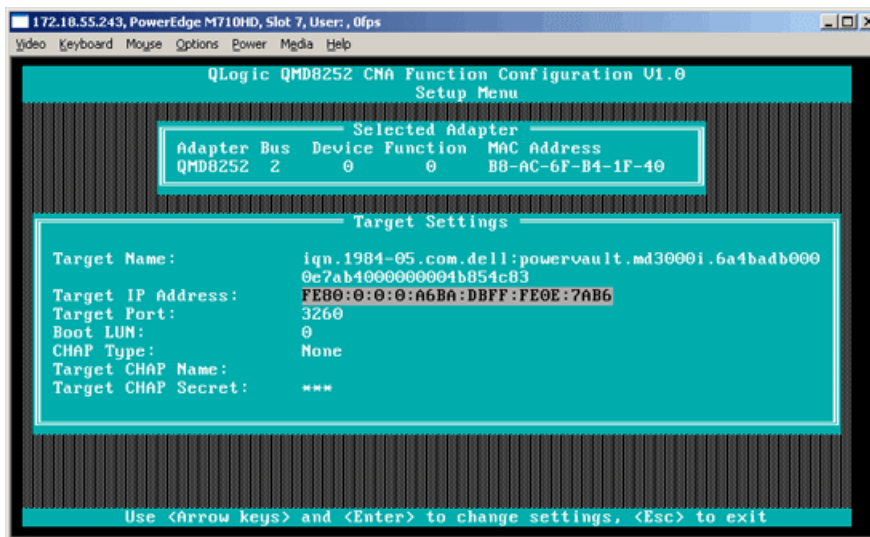 172.18.55.243, PowerEdge M710HD, Slot 7, User: , 0fps
Video Keyboard Mouse Options Power Media Help
QLogic QMD8252 CNA Function Configuration V1.0
Setup Menu
Selected Adapter
Adapter Bus Device Function MAC Address
QMD8252 2 0 0 B8-AC-6F-B4-1F-40
Target Settings
Target Name: iqn.1984-05.com.dell:powervault.md3000i.6a4badb000
0e7ab4000000004b854c83
Target IP Address: FE80:0:0:0:A6BA:DBFF:FE0E:7AB6
Target Port: 3260
Boot LUN: 0
CHAP Type: None
Target CHAP Name:
Target CHAP Secret: ***
Use <Arrow keys> and <Enter> to change settings, <Esc> to exit